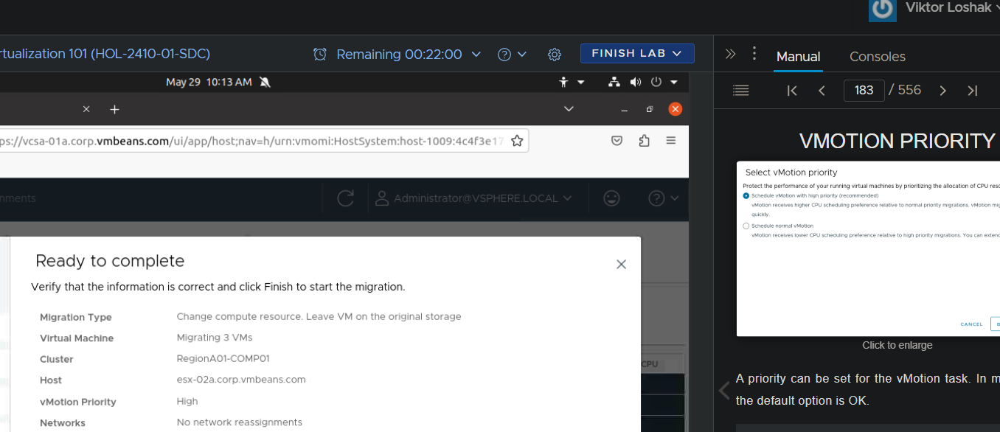 Viktor Loshak
rtualization 101 (HOL-2410-01-SDC)
Remaining 00:22:00
FINISH LAB
Manual
Consoles
May 29 10:13 AM
183 / 556
ps://vcsa-01a.corp.vmbeans.com/ui/app/host;nav=h/urn:vmomi:HostSystem:host-1009:4c4f3e17
nments
Administrator@VSPHERE.LOCAL
Ready to complete
Verify that the information is correct and click Finish to start the migration.
Migration Type Change compute resource. Leave VM on the original storage
Virtual Machine Migrating 3 VMs
Cluster RegionA01-COMP01
Host esx-02a.corp.vmbeans.com
vMotion Priority High
Networks No network reassignments
CPU
VMOTION PRIORITY
Select vMotion priority
Protect the performance of your running virtual machines by prioritizing the allocation of CPU reso
Schedule vMotion with high priority (recommended)
vMotion receives higher CPU scheduling preference relative to normal priority migrations. vMotion mig
quickly.
Schedule normal vMotion
vMotion receives lower CPU scheduling preference relative to high priority migrations. You can extend
CANCEL
B
Click to enlarge
A priority can be set for the vMotion task. In m
the default option is OK.